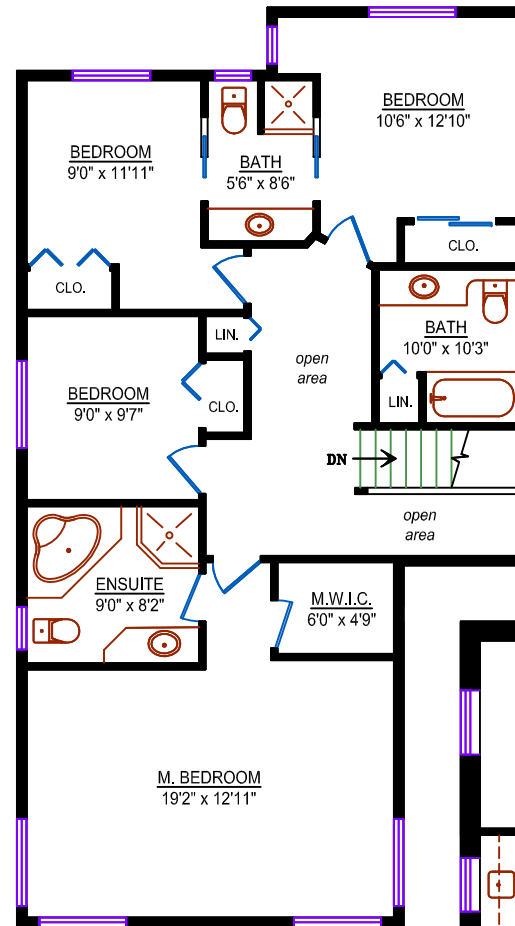 BEDROOM
10'6" x 12'10"
BEDROOM
9'0" x 11'11"
BATH
5'6" x 8'6"
CLO.
CLO.
LIN.
BATH
10'0" x 10'3"
open
area
BEDROOM
9'0" x 9'7"
CLO.
LIN.
DN
open
area
ENSUITE
9'0" x 8'2"
M.W.I.C.
6'0" x 4'9"
M. BEDROOM
19'2" x 12'11"